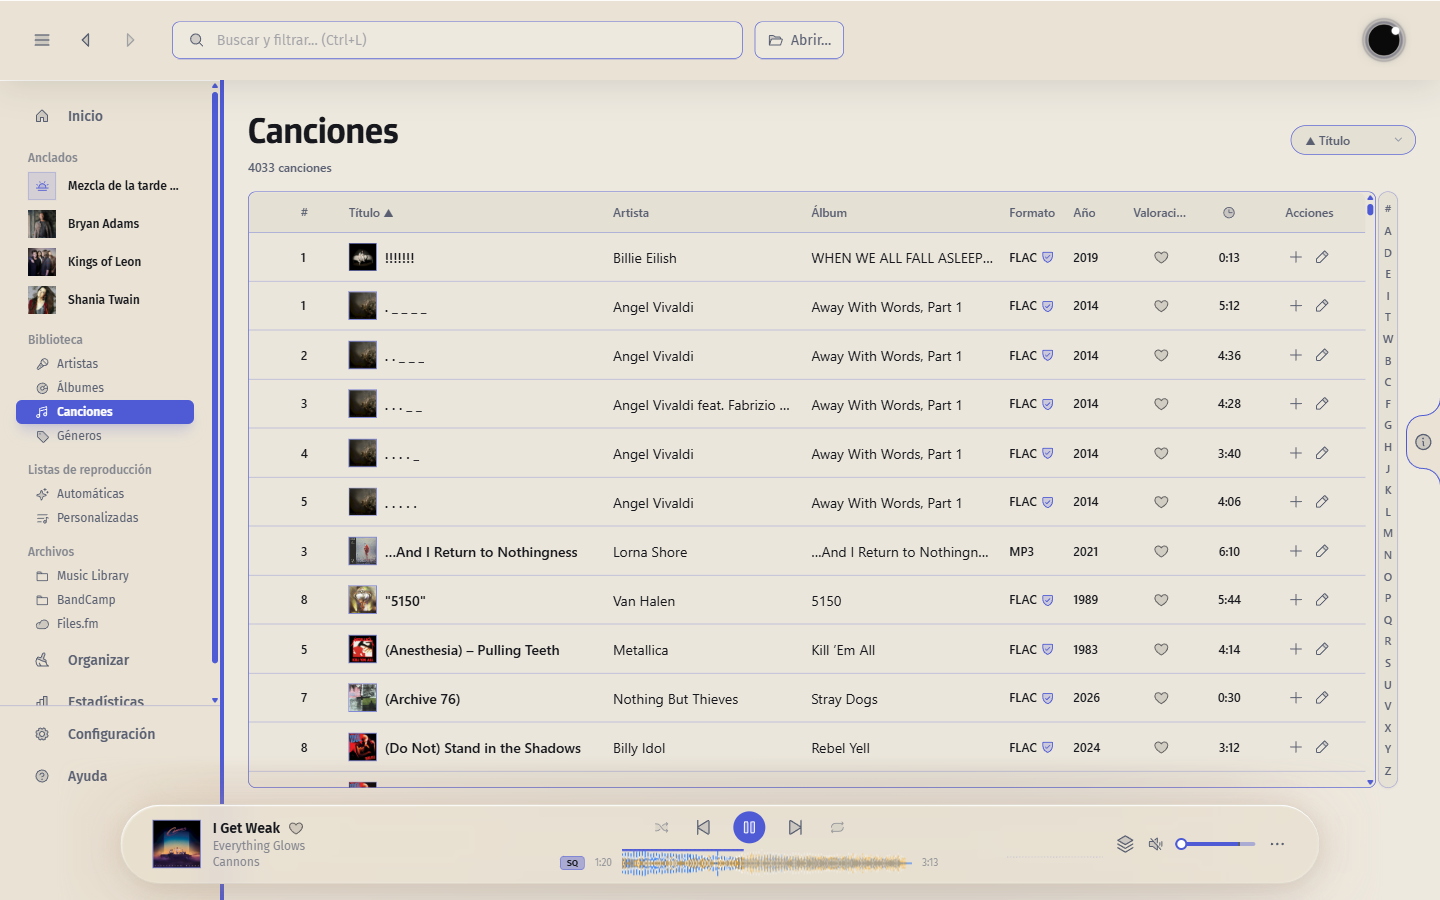 Buscar y filtrar... (Ctrl+L)
Abrir...
Inicio
Anclados
Mezcla de la tarde ...
Bryan Adams
Kings of Leon
Shania Twain
Biblioteca
Artistas
Álbumes
Canciones
Géneros
Listas de reproducción
Automáticas
Personalizadas
Archivos
Music Library
BandCamp
Files.fm
Organizar
Estadísticas
Configuración
Ayuda
Canciones
4033 canciones
▲ Título
# Título ▲ Artista Álbum Formato Año Valoraci... Acciones
1 !!!!!!! Billie Eilish WHEN WE ALL FALL ASLEEP... FLAC 2019 0:13
1 . _ _ _ _ Angel Vivaldi Away With Words, Part 1 FLAC 2014 5:12
2 . . _ _ _ Angel Vivaldi Away With Words, Part 1 FLAC 2014 4:36
3 . . . _ _ Angel Vivaldi feat. Fabrizio ... Away With Words, Part 1 FLAC 2014 4:28
4 . . . . _ Angel Vivaldi Away With Words, Part 1 FLAC 2014 3:40
5 . . . . . Angel Vivaldi Away With Words, Part 1 FLAC 2014 4:06
3 ...And I Return to Nothingness Lorna Shore ...And I Return to Nothingn... MP3 2021 6:10
8 "5150" Van Halen 5150 FLAC 1989 5:44
5 (Anesthesia) – Pulling Teeth Metallica Kill ’Em All FLAC 1983 4:14
7 (Archive 76) Nothing But Thieves Stray Dogs FLAC 2026 0:30
8 (Do Not) Stand in the Shadows Billy Idol Rebel Yell FLAC 2024 3:12
#
A
D
E
I
T
W
B
C
F
G
H
J
K
L
M
N
O
P
Q
R
S
U
V
X
Y
Z
I Get Weak
Everything Glows
Cannons
SQ 1:20 3:13